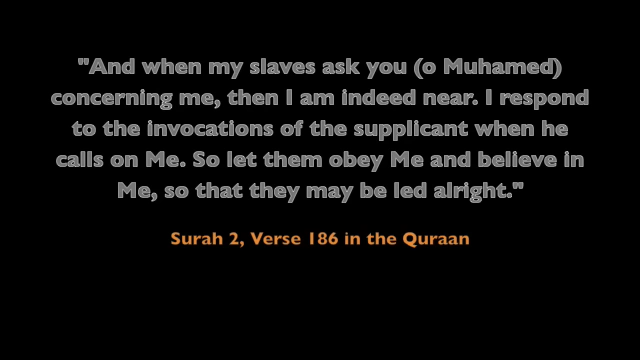 "And when my slaves ask you (o Muhamed)
concerning me, then I am indeed near. I respond
to the invocations of the supplicant when he
calls on Me. So let them obey Me and believe in
Me, so that they may be led alright."
Surah 2, Verse 186 in the Quraan